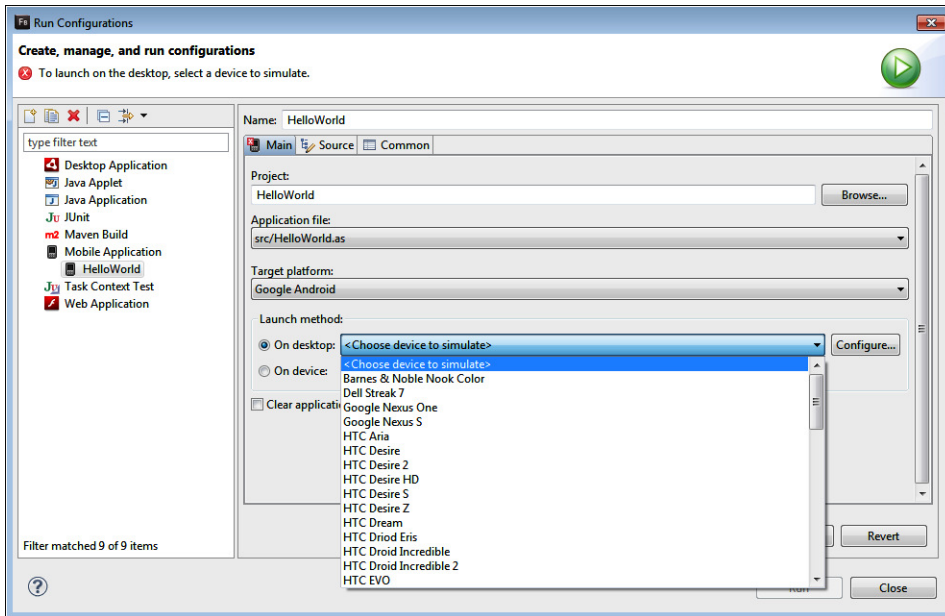 Fb Run Configurations
Create, manage, and run configurations
To launch on the desktop, select a device to simulate.
type filter text
Desktop Application
Java Applet
Java Application
Ju JUnit
m2 Maven Build
Mobile Application
HelloWorld
Task Context Test
Web Application
Filter matched 9 of 9 items
Name: HelloWorld
Main Source Common
Project:
HelloWorld Browse...
Application file:
src/HelloWorld.as
Target platform:
Google Android
Launch method:
On desktop: <Choose device to simulate> Configure...
On device:
<Choose device to simulate>
Barnes & Noble Nook Color
Dell Streak 7
Google Nexus One
Google Nexus S
HTC Aria
HTC Desire
HTC Desire 2
HTC Desire HD
HTC Desire S
HTC Desire Z
HTC Dream
HTC Driod Eris
HTC Droid Incredible
HTC Droid Incredible 2
HTC EVO
Clear applicati
Revert
Run Close